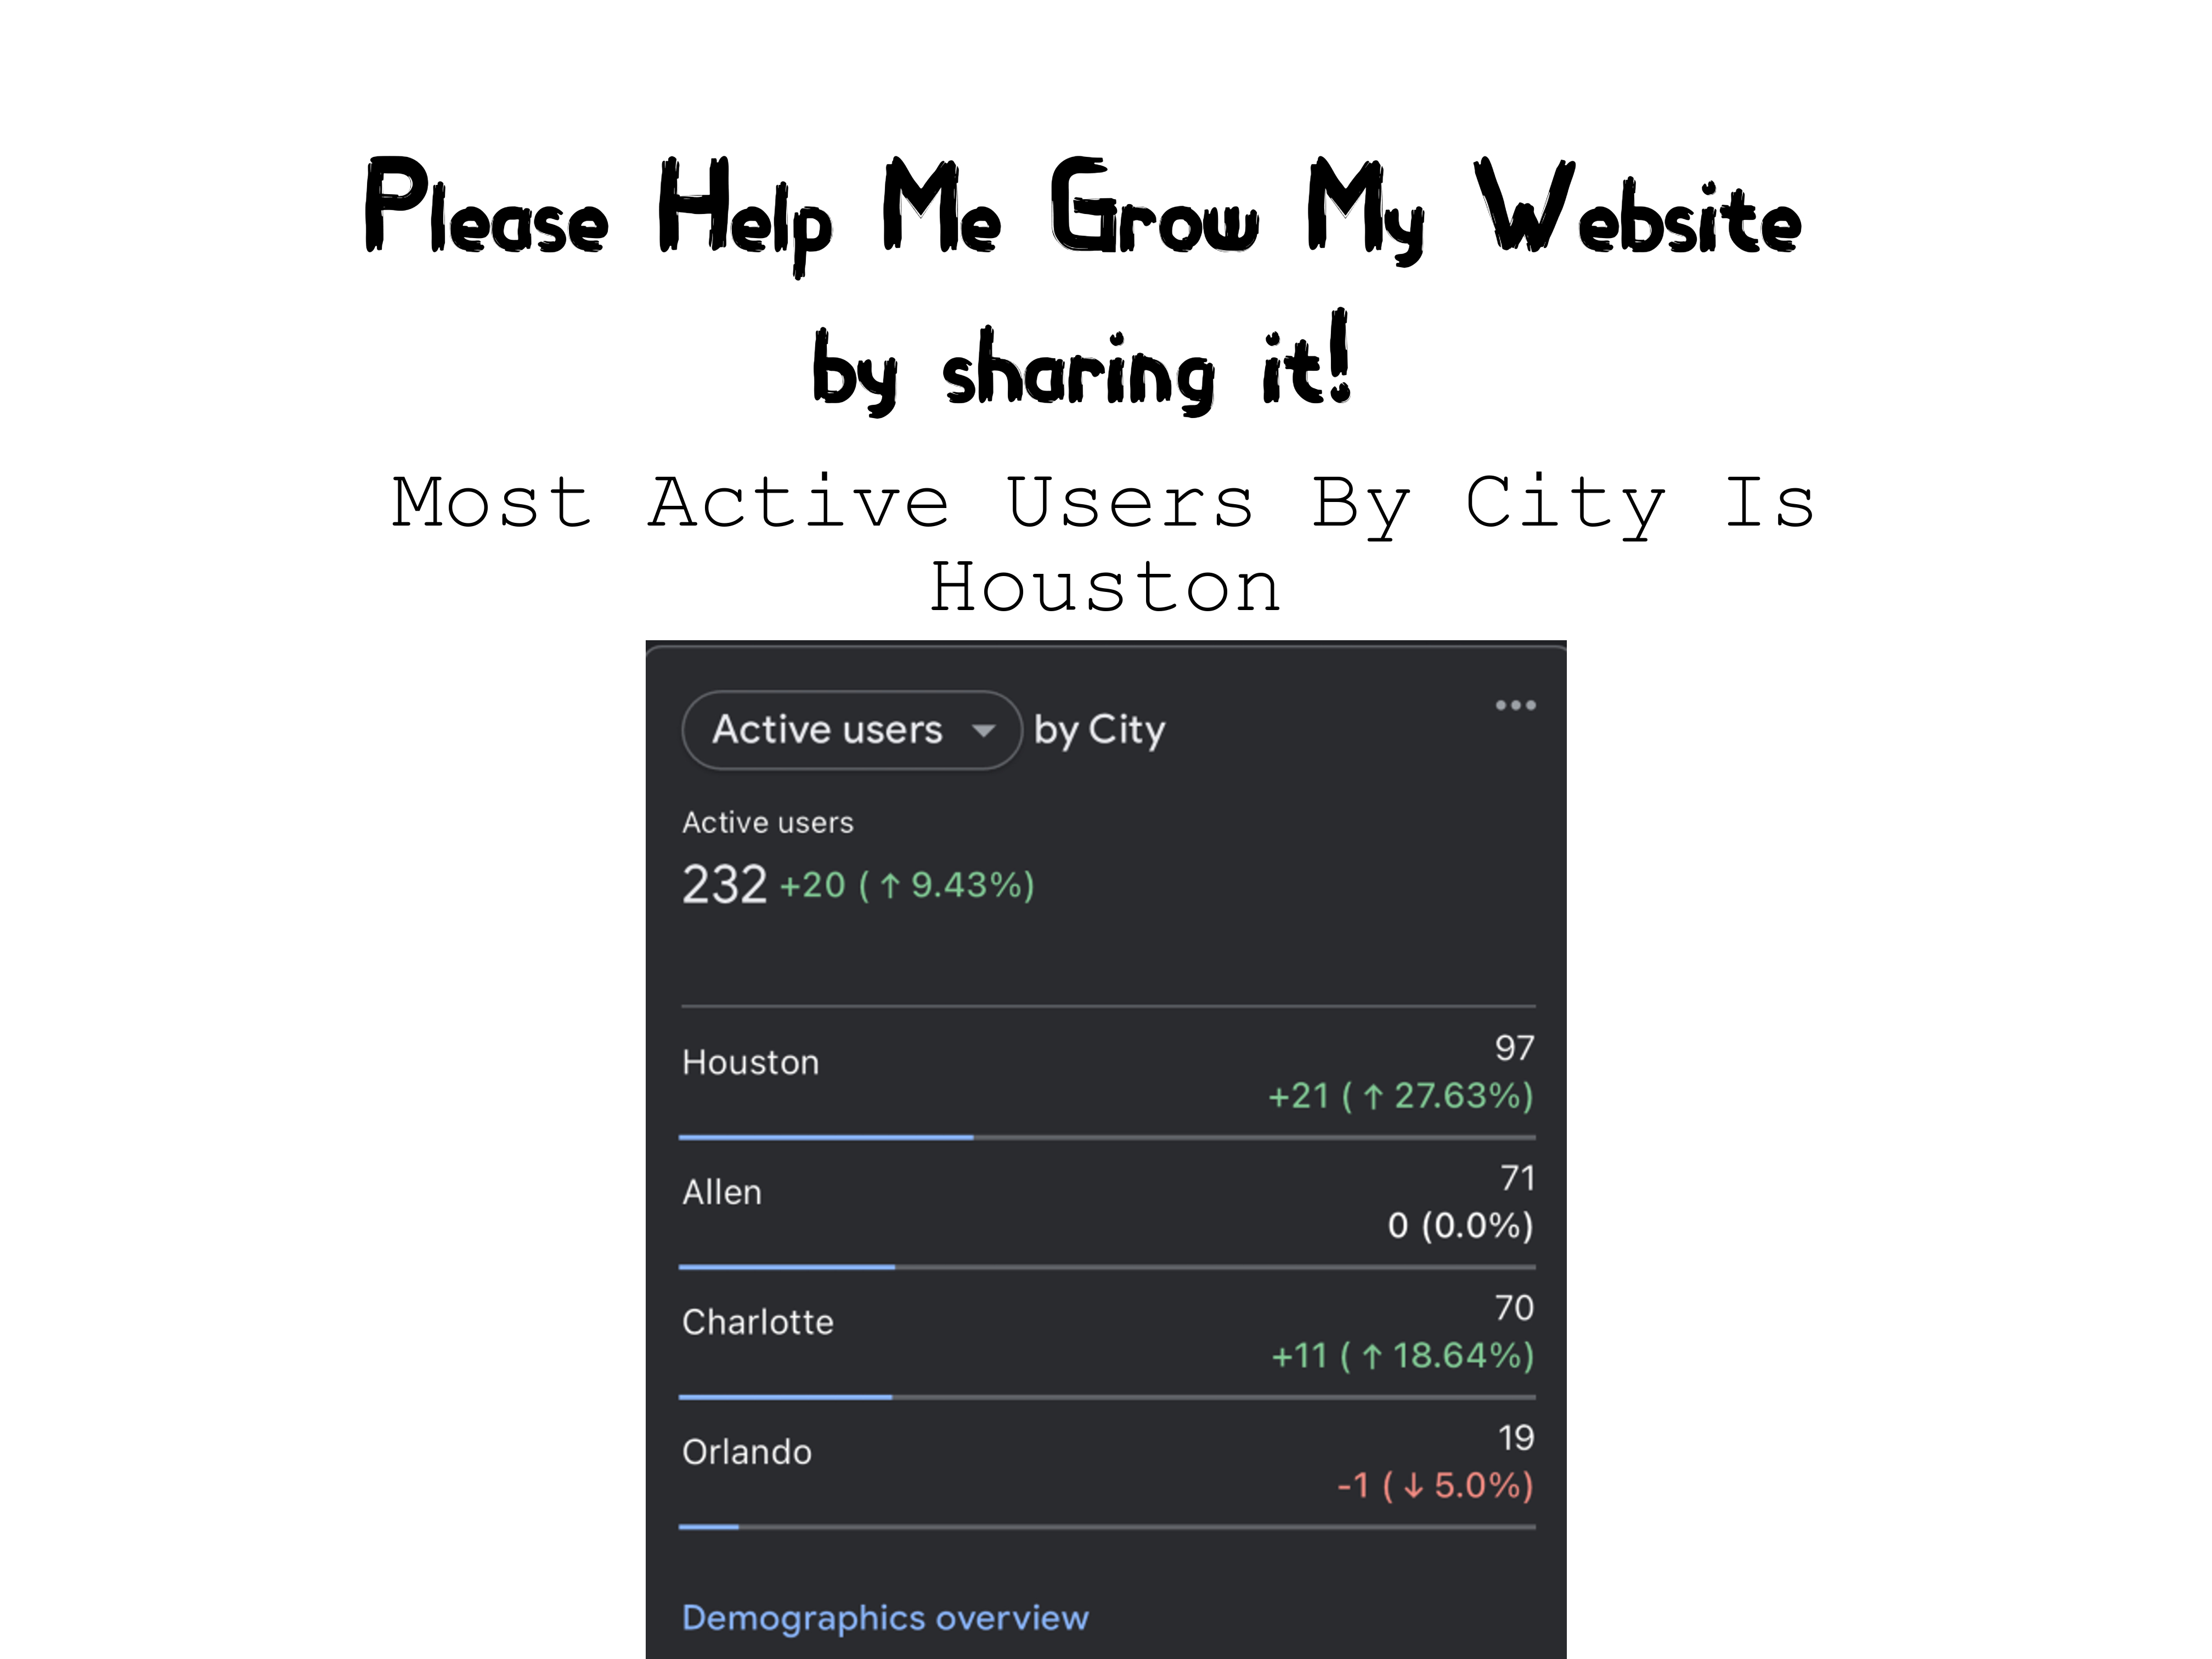 Please Help Me Grow My Website
by sharing it!
Most Active Users By City Is
Houston
Active users by City
Active users
232 +20 (↑ 9.43%)
Houston
97
+21 (↑ 27.63%)
Allen
71
0 (0.0%)
Charlotte
70
+11 (↑ 18.64%)
Orlando
19
-1 (↓ 5.0%)
Demographics overview